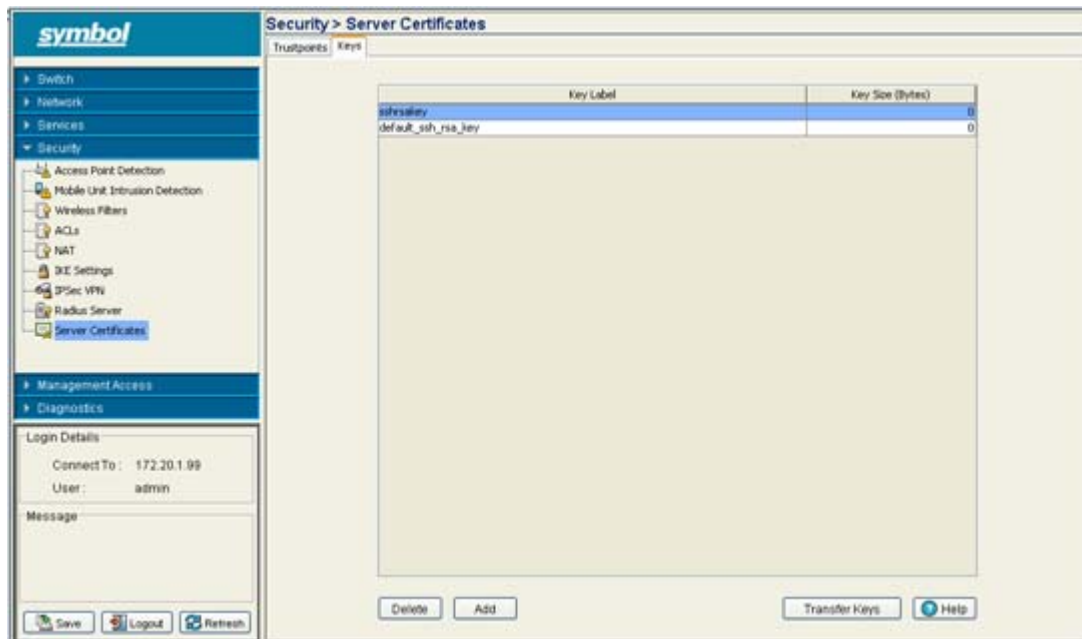 symbol
Security > Server Certificates
Trustpoints Keys
Switch
Network
Services
Security
Access Point Detection
Mobile Unit Intrusion Detection
Wireless Filters
ACLs
NAT
IKE Settings
IPSec VPN
Radius Server
Server Certificates
Management Access
Diagnostics
Login Details
Connect To : 172.20.1.99
User : admin
Message
Save Logout Refresh
Key Label Key Size (Bytes)
sshrsakey 0
default_ssh_rsa_key 0
Delete Add Transfer Keys Help